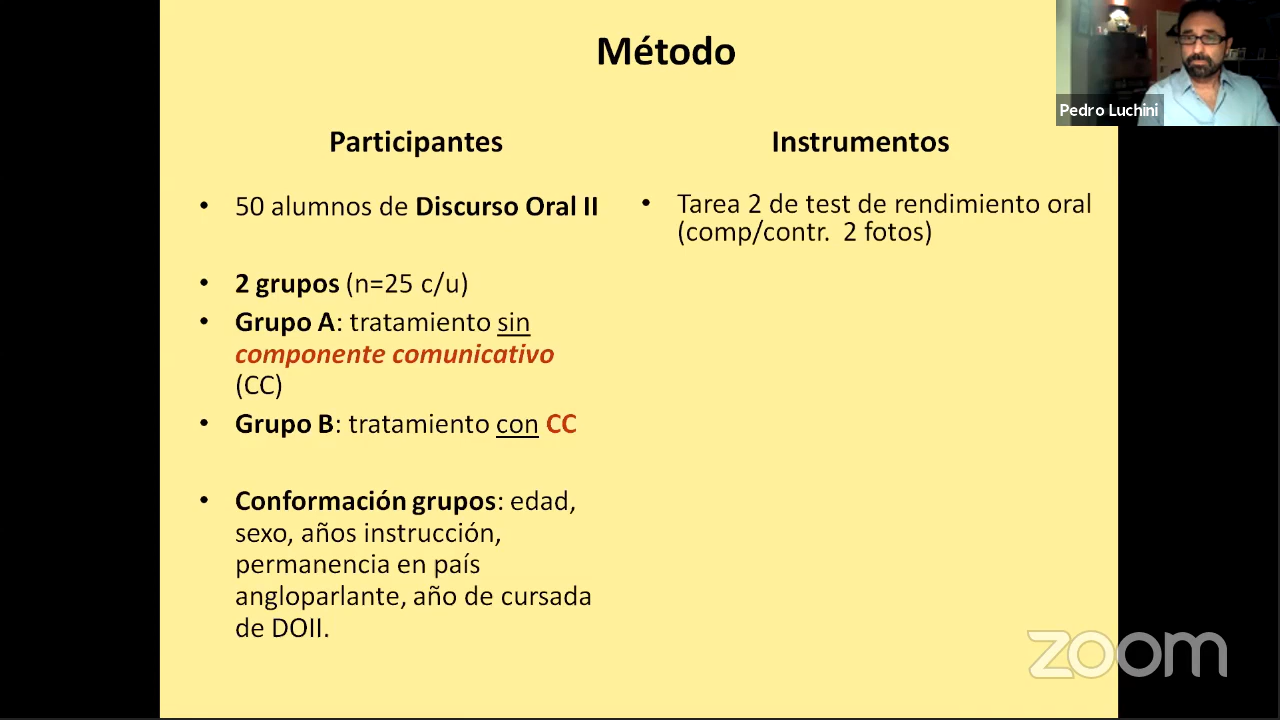 Método
Pedro Luchini
Participantes
• 50 alumnos de Discurso Oral II
• 2 grupos (n=25 c/u)
• Grupo A: tratamiento sin
componente comunicativo
(CC)
• Grupo B: tratamiento con CC
• Conformación grupos: edad,
sexo, años instrucción,
permanencia en país
angloparlante, año de cursada
de DOII.
Instrumentos
• Tarea 2 de test de rendimiento oral
(comp/contr. 2 fotos)
zoom